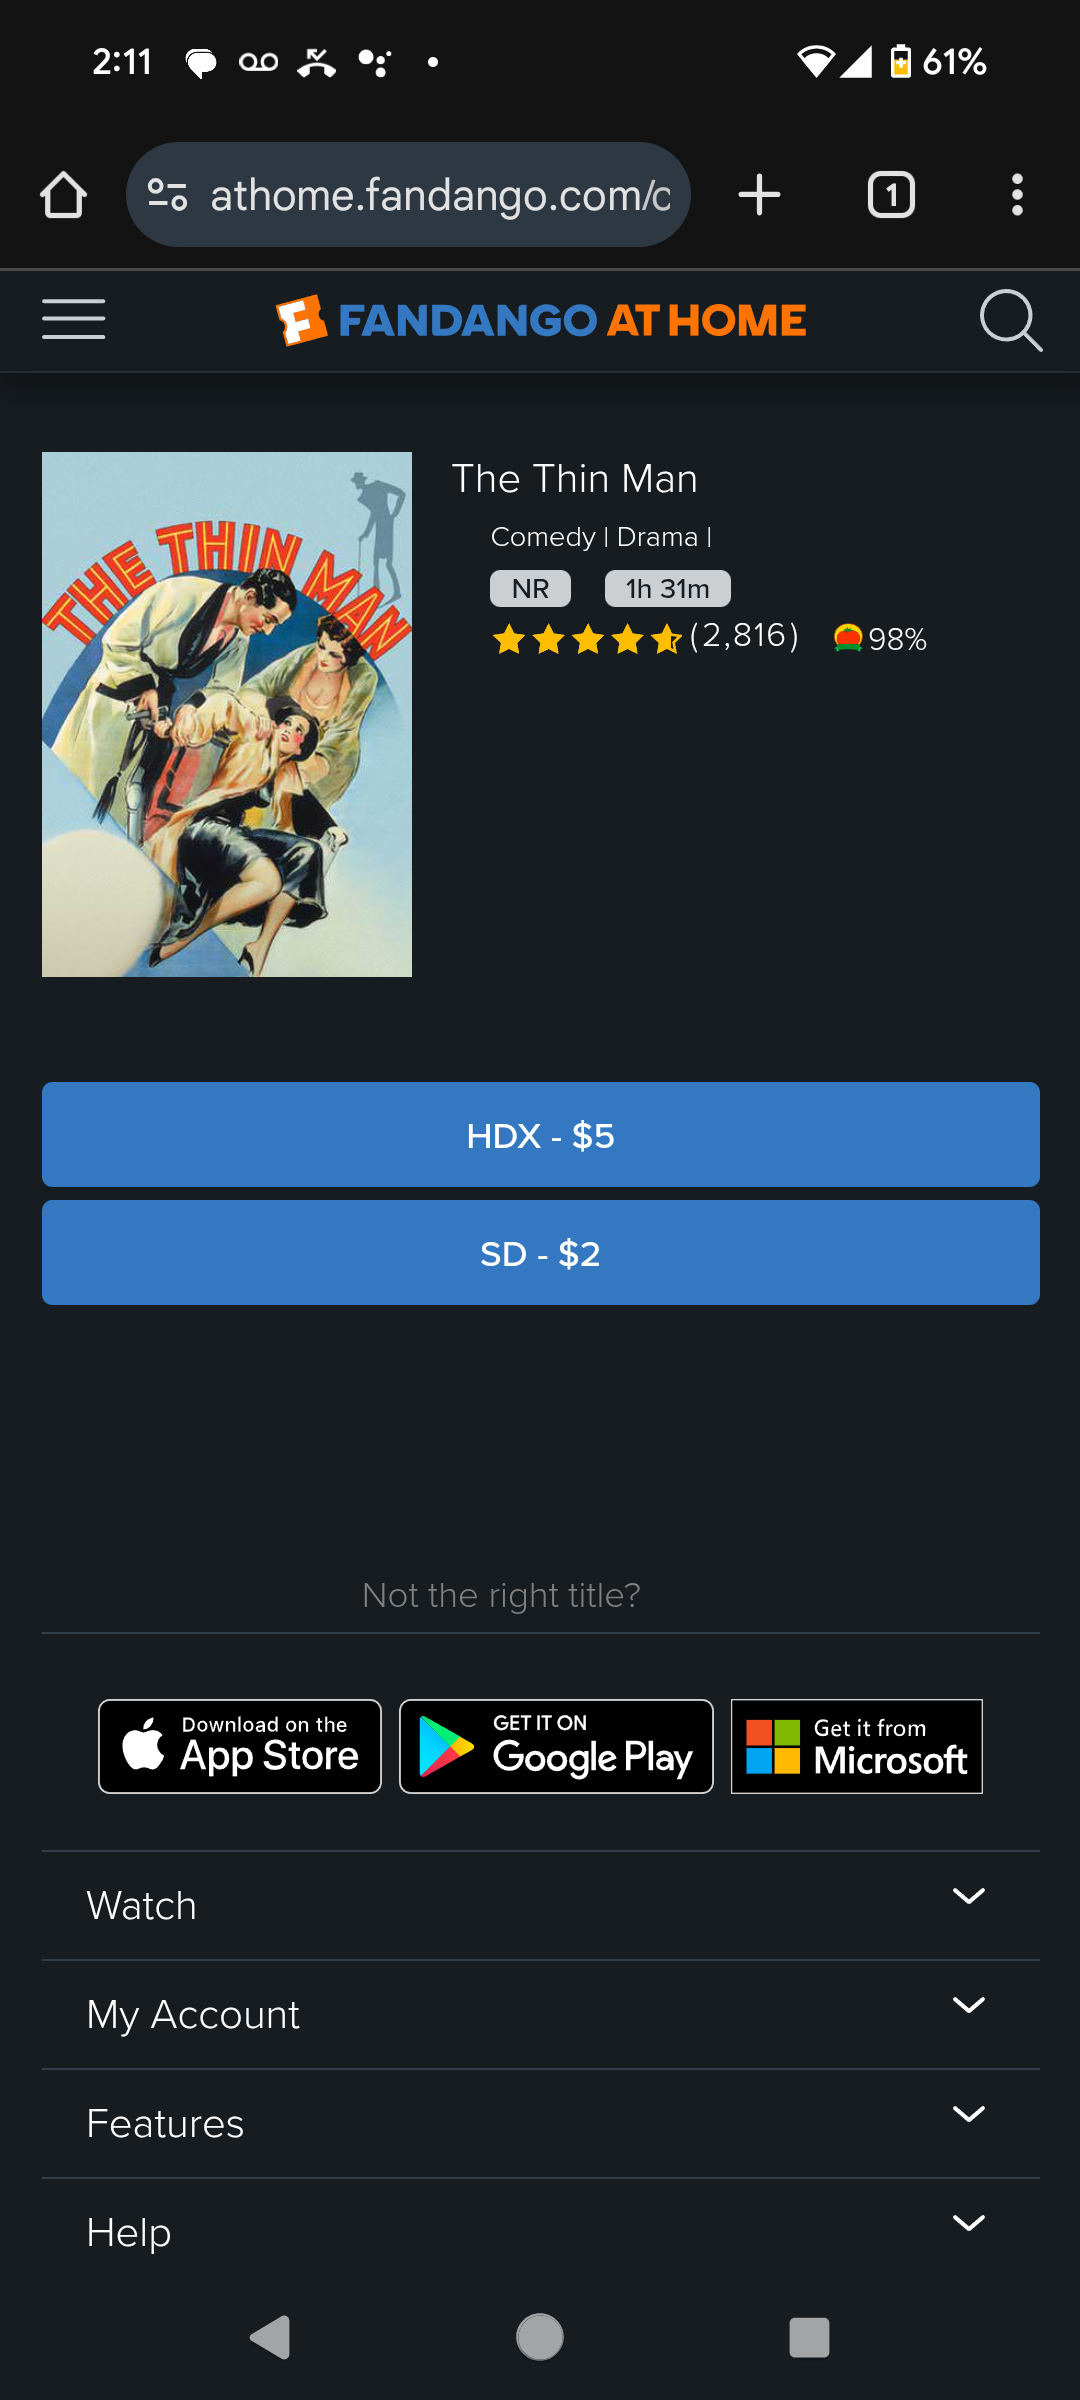 2:11
61%
athome.fandango.com/c
1
FANDANGO AT HOME
THE THIN MAN
The Thin Man
Comedy | Drama |
NR 1h 31m
(2,816) 98%
HDX - $5
SD - $2
Not the right title?
Download on the
App Store
GET IT ON
Google Play
Get it from
Microsoft
Watch
My Account
Features
Help